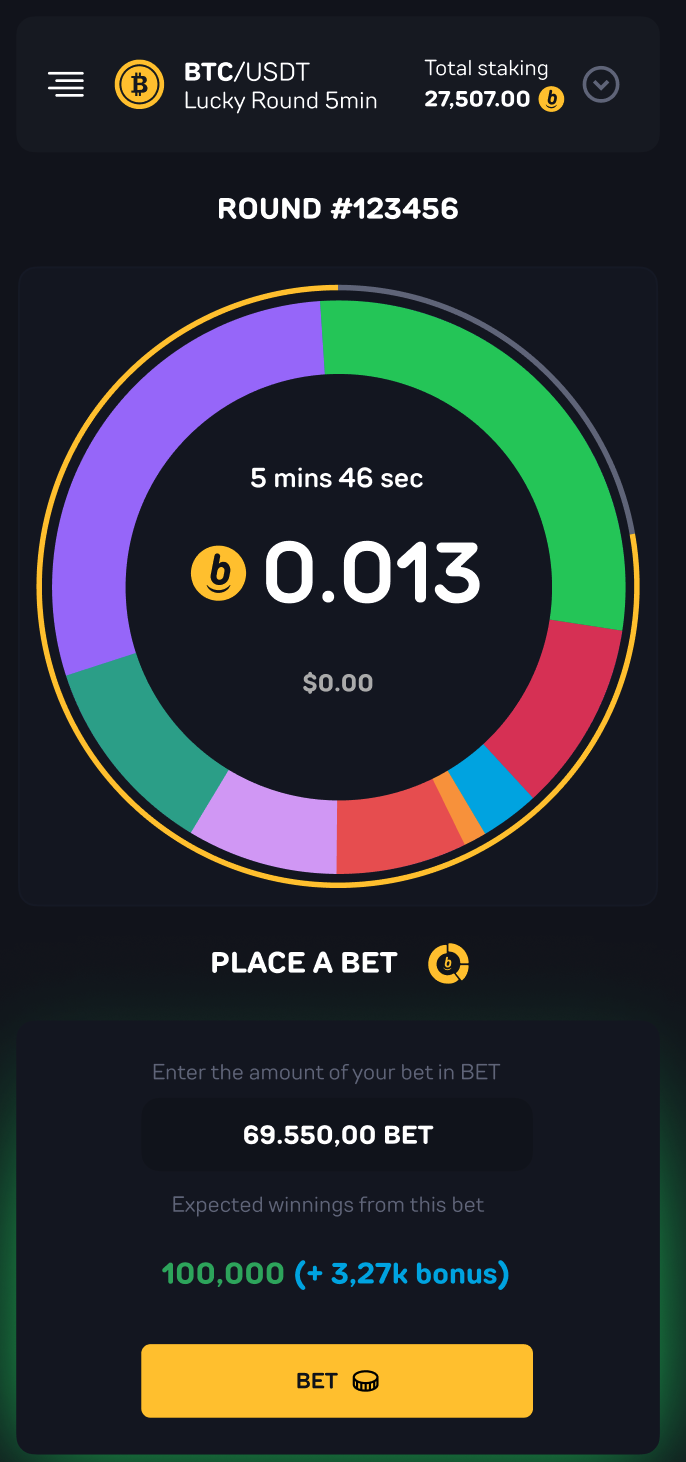 BTC/USDT
Lucky Round 5min
Total staking
27,507.00
ROUND #123456
5 mins 46 sec
b 0.013
$0.00
PLACE A BET
Enter the amount of your bet in BET
69.550,00 BET
Expected winnings from this bet
100,000 (+ 3,27k bonus)
BET